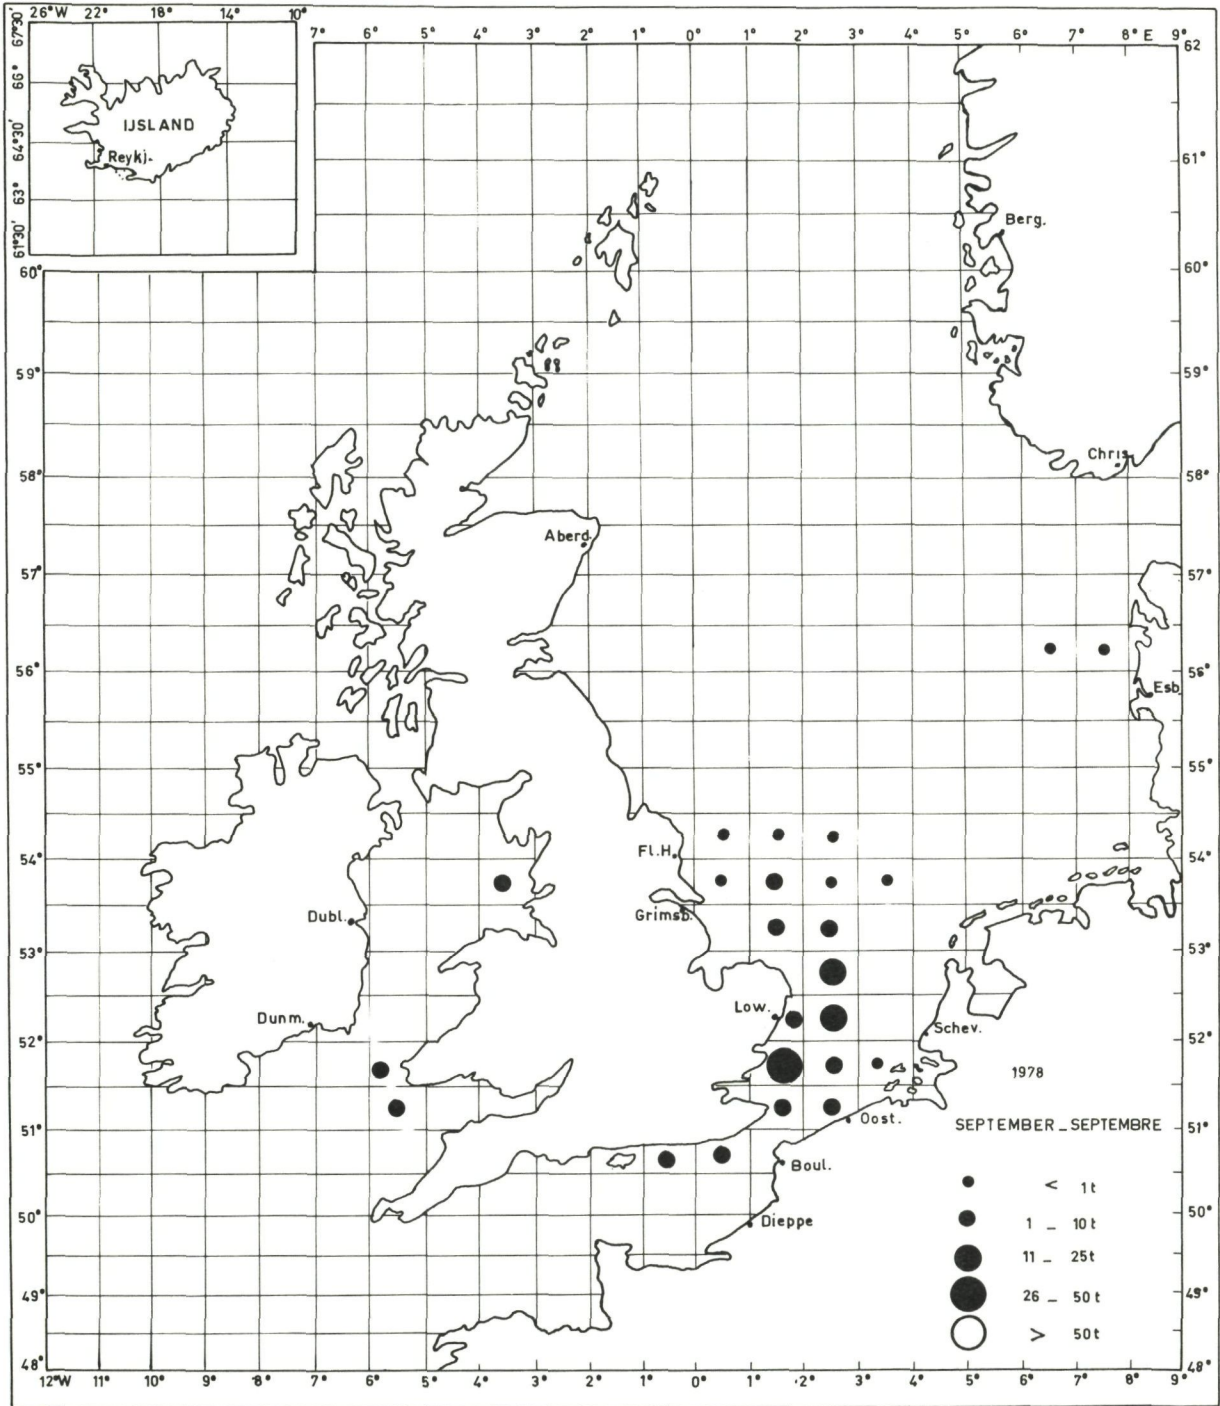 26°W 22° 18° 14° 10°
67°30'
66°
64°30'
63°
61°30'
IJSLAND
Reykj.
7° 6° 5° 4° 3° 2° 1° 0° 1° 2° 3° 4° 5° 6° 7° 8° E 9°
62
61°
60° 60°
59° 59°
58° 58°
57° 57°
56° 56°
55° 55°
54° 54°
53° 53°
52° 52°
51° 51°
50° 50°
49° 49°
48° 48°
Berg.
Chris
Aberd.
Esb
Fl.H.
Grimsb.
Dubl.
Dunm.
Low.
Schev.
Oost.
Boul.
Dieppe
1978
SEPTEMBER _ SEPTEMBRE
< 1t
1 _ 10t
11 _ 25t
26 _ 50t
> 50t
12°W 11° 10° 9° 8° 7° 6° 5° 4° 3° 2° 1° 0° 1° 2° 3° 4° 5° 6° 7° 8° 9°